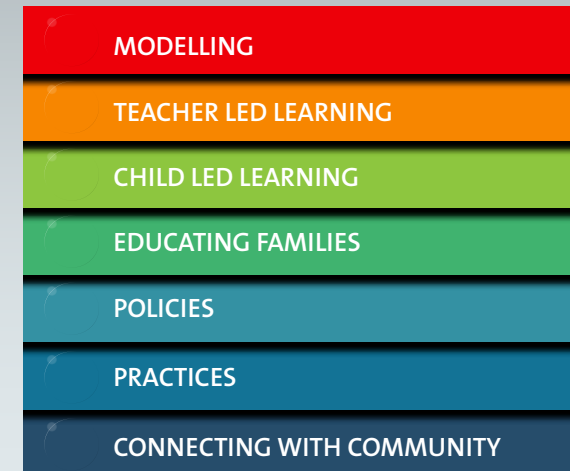 MODELLING
TEACHER LED LEARNING
CHILD LED LEARNING
EDUCATING FAMILIES
POLICIES
PRACTICES
CONNECTING WITH COMMUNITY